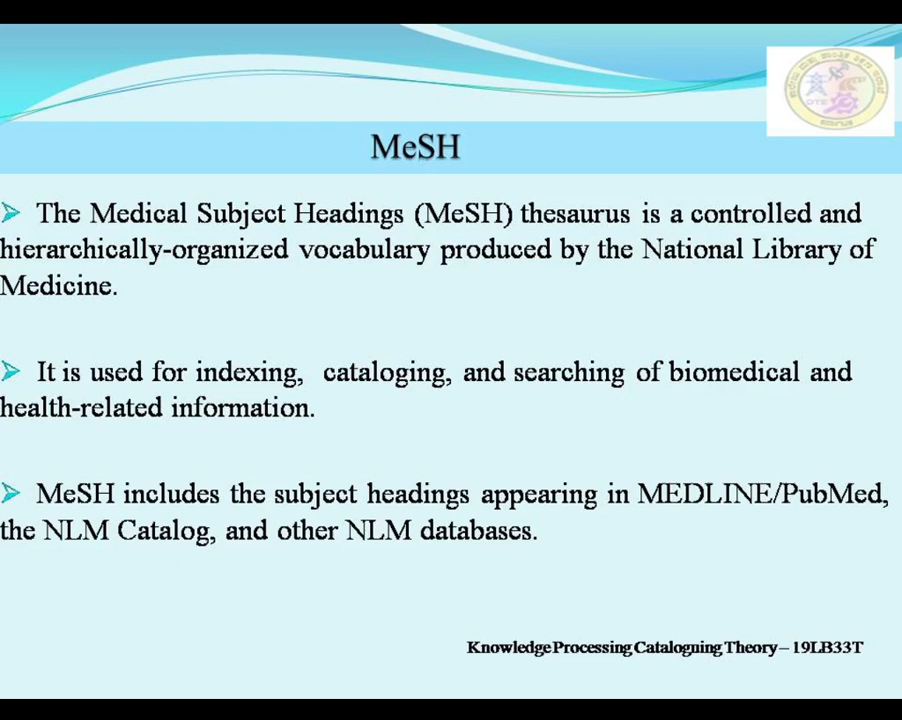 MeSH
The Medical Subject Headings (MeSH) thesaurus is a controlled and
hierarchically-organized vocabulary produced by the National Library of
Medicine.
It is used for indexing, cataloging, and searching of biomedical and
health-related information.
MeSH includes the subject headings appearing in MEDLINE/PubMed,
the NLM Catalog, and other NLM databases.
Knowledge Processing Cataloguing Theory – 19LB33T
DTE